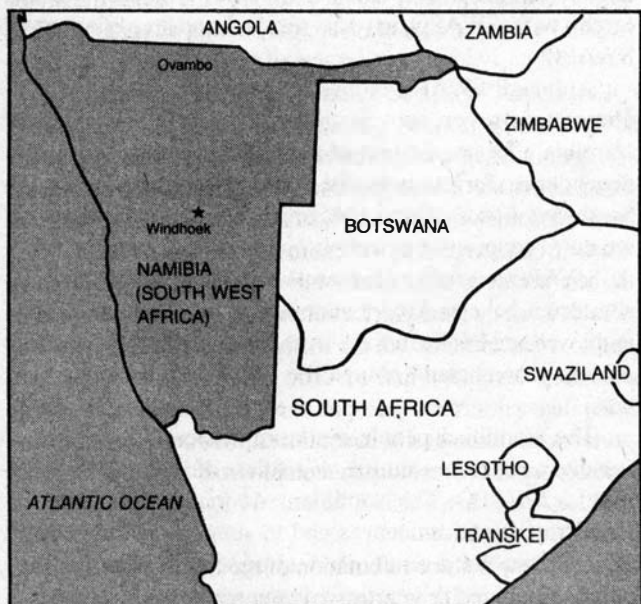 ANGOLA
ZAMBIA
Ovambo
ZIMBABWE
Windhoek
BOTSWANA
NAMIBIA
(SOUTH WEST
AFRICA)
SWAZILAND
SOUTH AFRICA
LESOTHO
ATLANTIC OCEAN
TRANSKEI